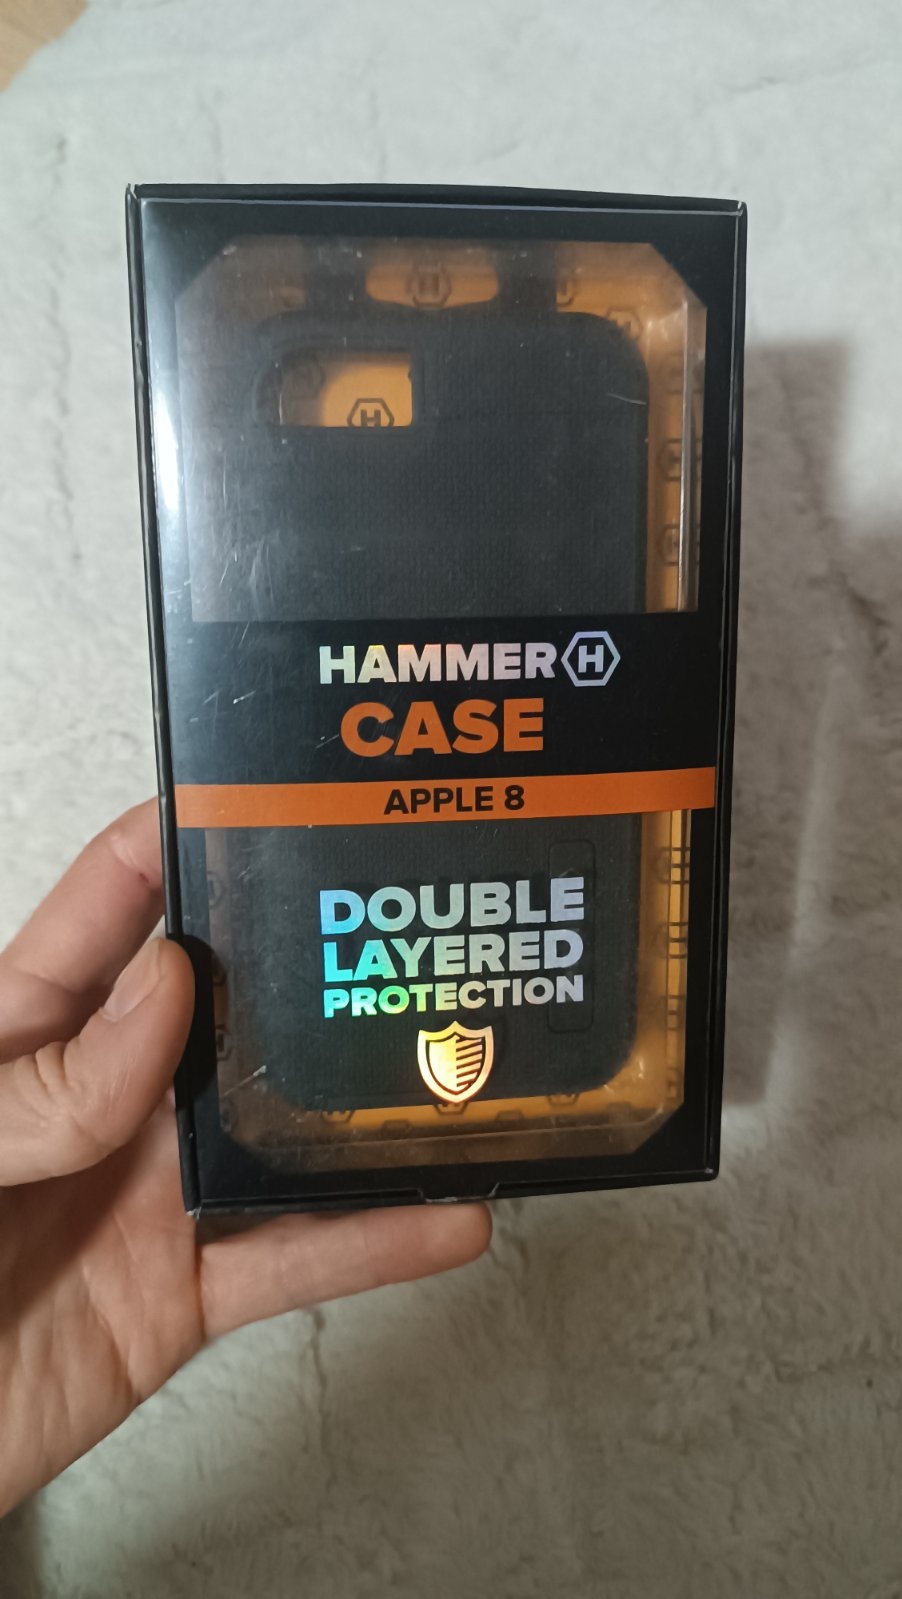 H
HAMMER H
CASE
APPLE 8
DOUBLE
LAYERED
PROTECTION